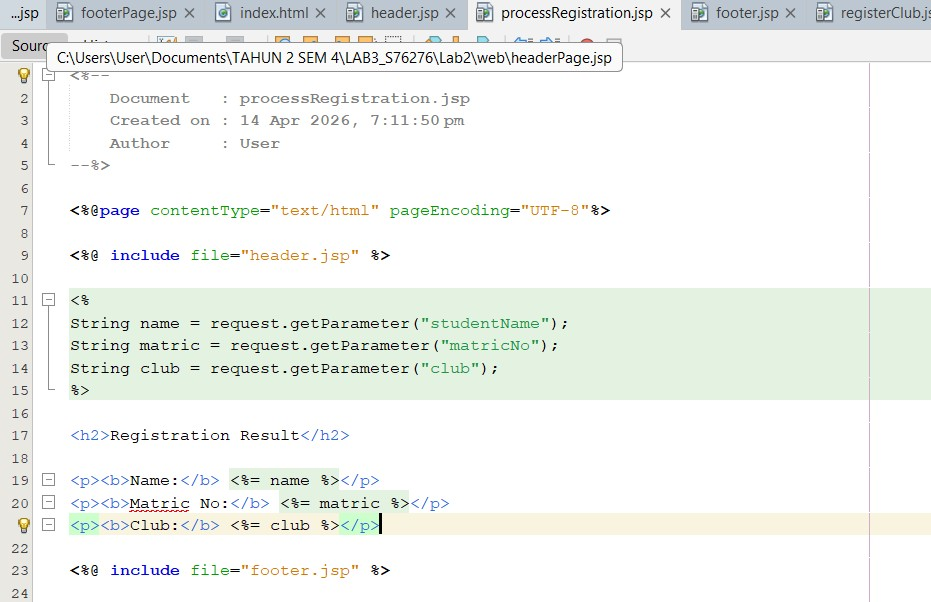 ...jsp footerPage.jsp index.html header.jsp processRegistration.jsp footer.jsp registerClub.js
Source
C:\Users\User\Documents\TAHUN 2 SEM 4\LAB3_S76276\Lab2\web\headerPage.jsp
<%--
2 Document : processRegistration.jsp
3 Created on : 14 Apr 2026, 7:11:50 pm
4 Author : User
5 --%>
6
7 <%@page contentType="text/html" pageEncoding="UTF-8"%>
8
9 <%@ include file="header.jsp" %>
10
11 <%
12 String name = request.getParameter("studentName");
13 String matric = request.getParameter("matricNo");
14 String club = request.getParameter("club");
15 %>
16
17 <h2>Registration Result</h2>
18
19 <p><b>Name:</b> <%= name %></p>
20 <p><b>Matric No:</b> <%= matric %></p>
<p><b>Club:</b> <%= club %></p>
22
23 <%@ include file="footer.jsp" %>
24